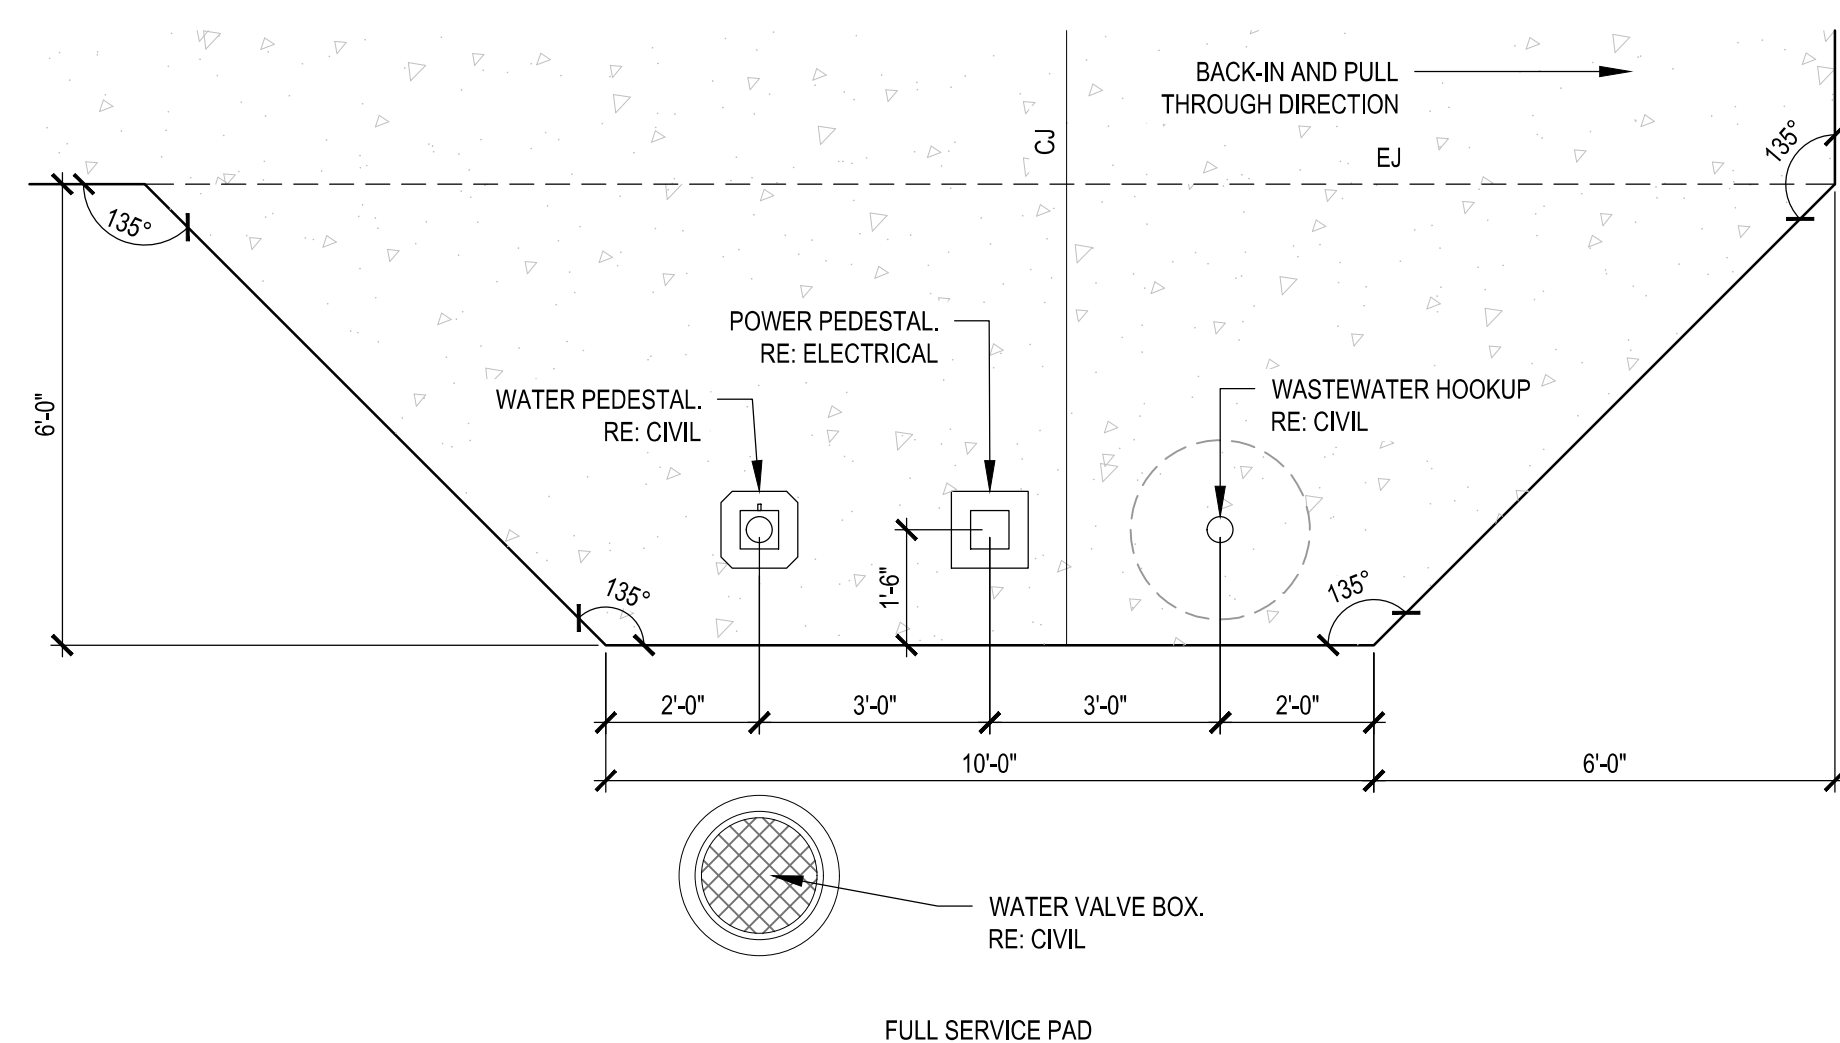 BACK-IN AND PULL
THROUGH DIRECTION
CJ
EJ
135°
135°
POWER PEDESTAL.
RE: ELECTRICAL
WATER PEDESTAL.
RE: CIVIL
WASTEWATER HOOKUP
RE: CIVIL
6'-0"
1'-6"
135°
135°
2'-0"
3'-0"
3'-0"
2'-0"
10'-0"
6'-0"
WATER VALVE BOX.
RE: CIVIL
FULL SERVICE PAD